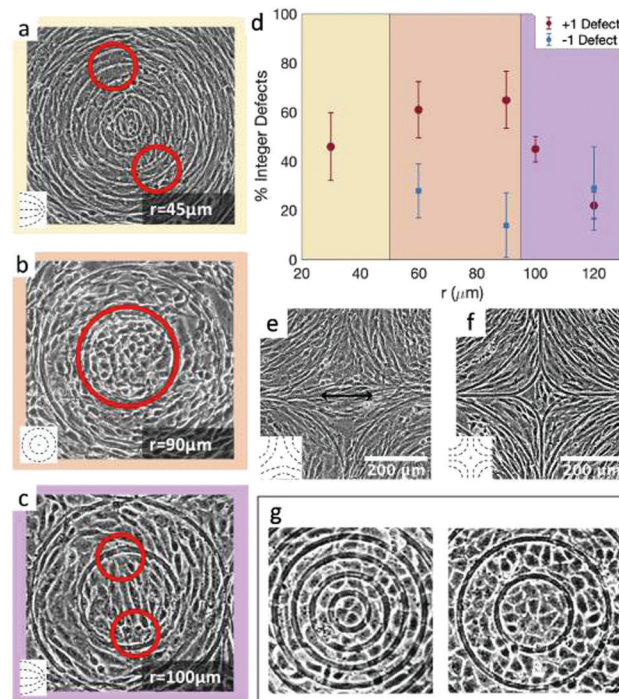 a
r=45μm
b
r=90μm
c
r=100μm
d
+1 Defect
-1 Defect
% Integer Defects
100
80
60
40
20
0
20 40 60 80 100 120
r (μm)
e
200 μm
f
200 μm
g